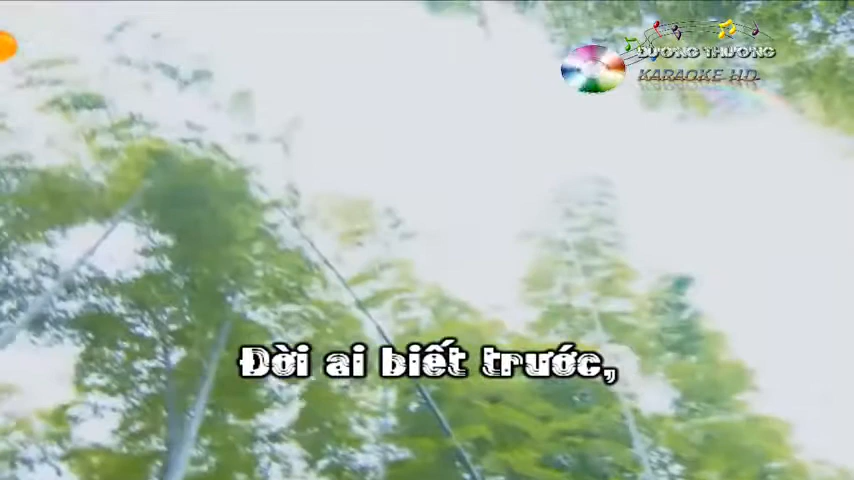 DƯƠNG THƯƠNG
KARAOKE HD
Đời ai biết trước,